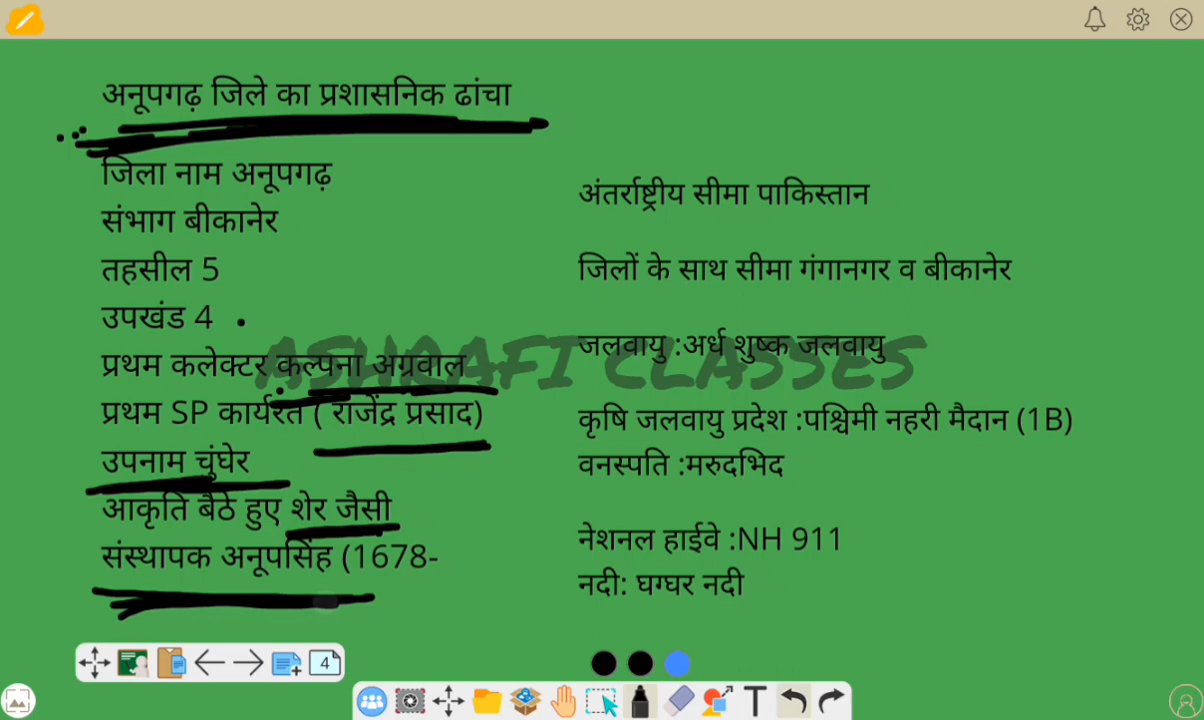 अनूपगढ़ जिले का प्रशासनिक ढांचा
जिला नाम अनूपगढ़
संभाग बीकानेर
तहसील 5
उपखंड 4
प्रथम कलेक्टर कल्पना अग्रवाल
प्रथम SP कार्यरत ( राजेंद्र प्रसाद)
उपनाम चुंघेर
आकृति बैठे हुए शेर जैसी
संस्थापक अनूपसिंह (1678-
अंतर्राष्ट्रीय सीमा पाकिस्तान
जिलों के साथ सीमा गंगानगर व बीकानेर
जलवायु :अर्ध शुष्क जलवायु
कृषि जलवायु प्रदेश :पश्चिमी नहरी मैदान (1B)
वनस्पति :मरुदभिद
नेशनल हाईवे :NH 911
नदी: घग्घर नदी
ASHRAFI CLASSES
4
T